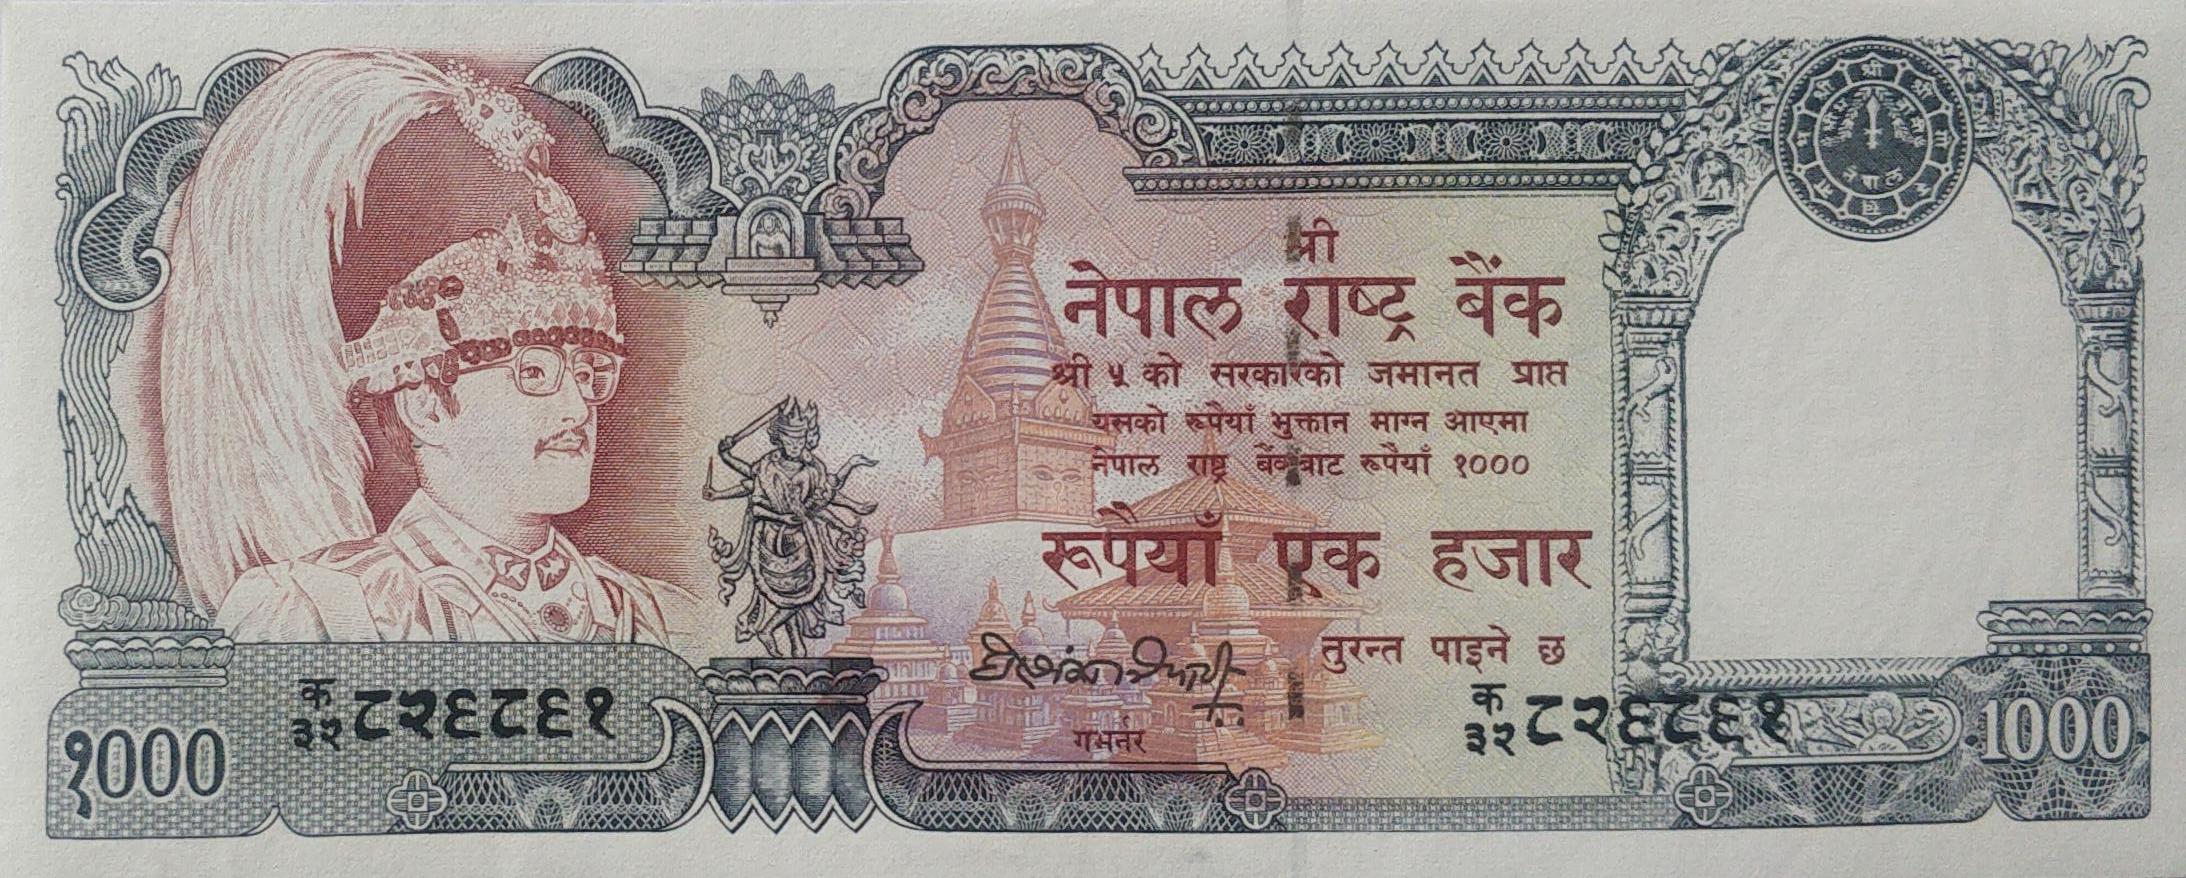 श्री
नेपाल राष्ट्र बैंक
श्री ५ को सरकारको जमानत प्राप्त
यसको रूपैयाँ भुक्तान माग्न आएमा
नेपाल राष्ट्र बैंकबाट रूपैयाँ १०००
रूपैयाँ एक हजार
तुरन्त पाइने छ
गभर्नर
क
३२ ८२६८६१
क
३२ ८२६८६१
१०००
1000